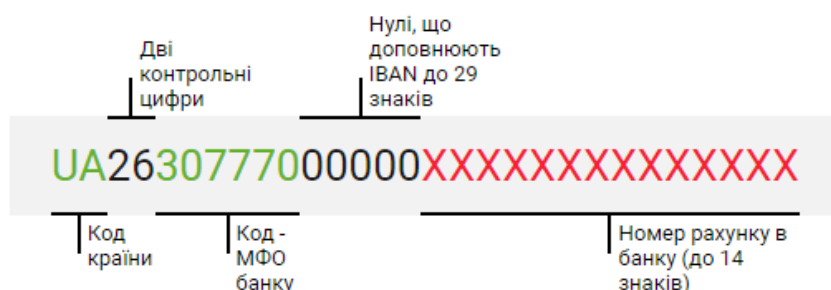 Дві
контрольні
цифри
Нулі, що
доповнюють
IBAN до 29
знаків
UA2630777000000XXXXXXXXXXXXXX
Код
країни
Код -
МФО
банку
Номер рахунку в
банку (до 14
знаків)